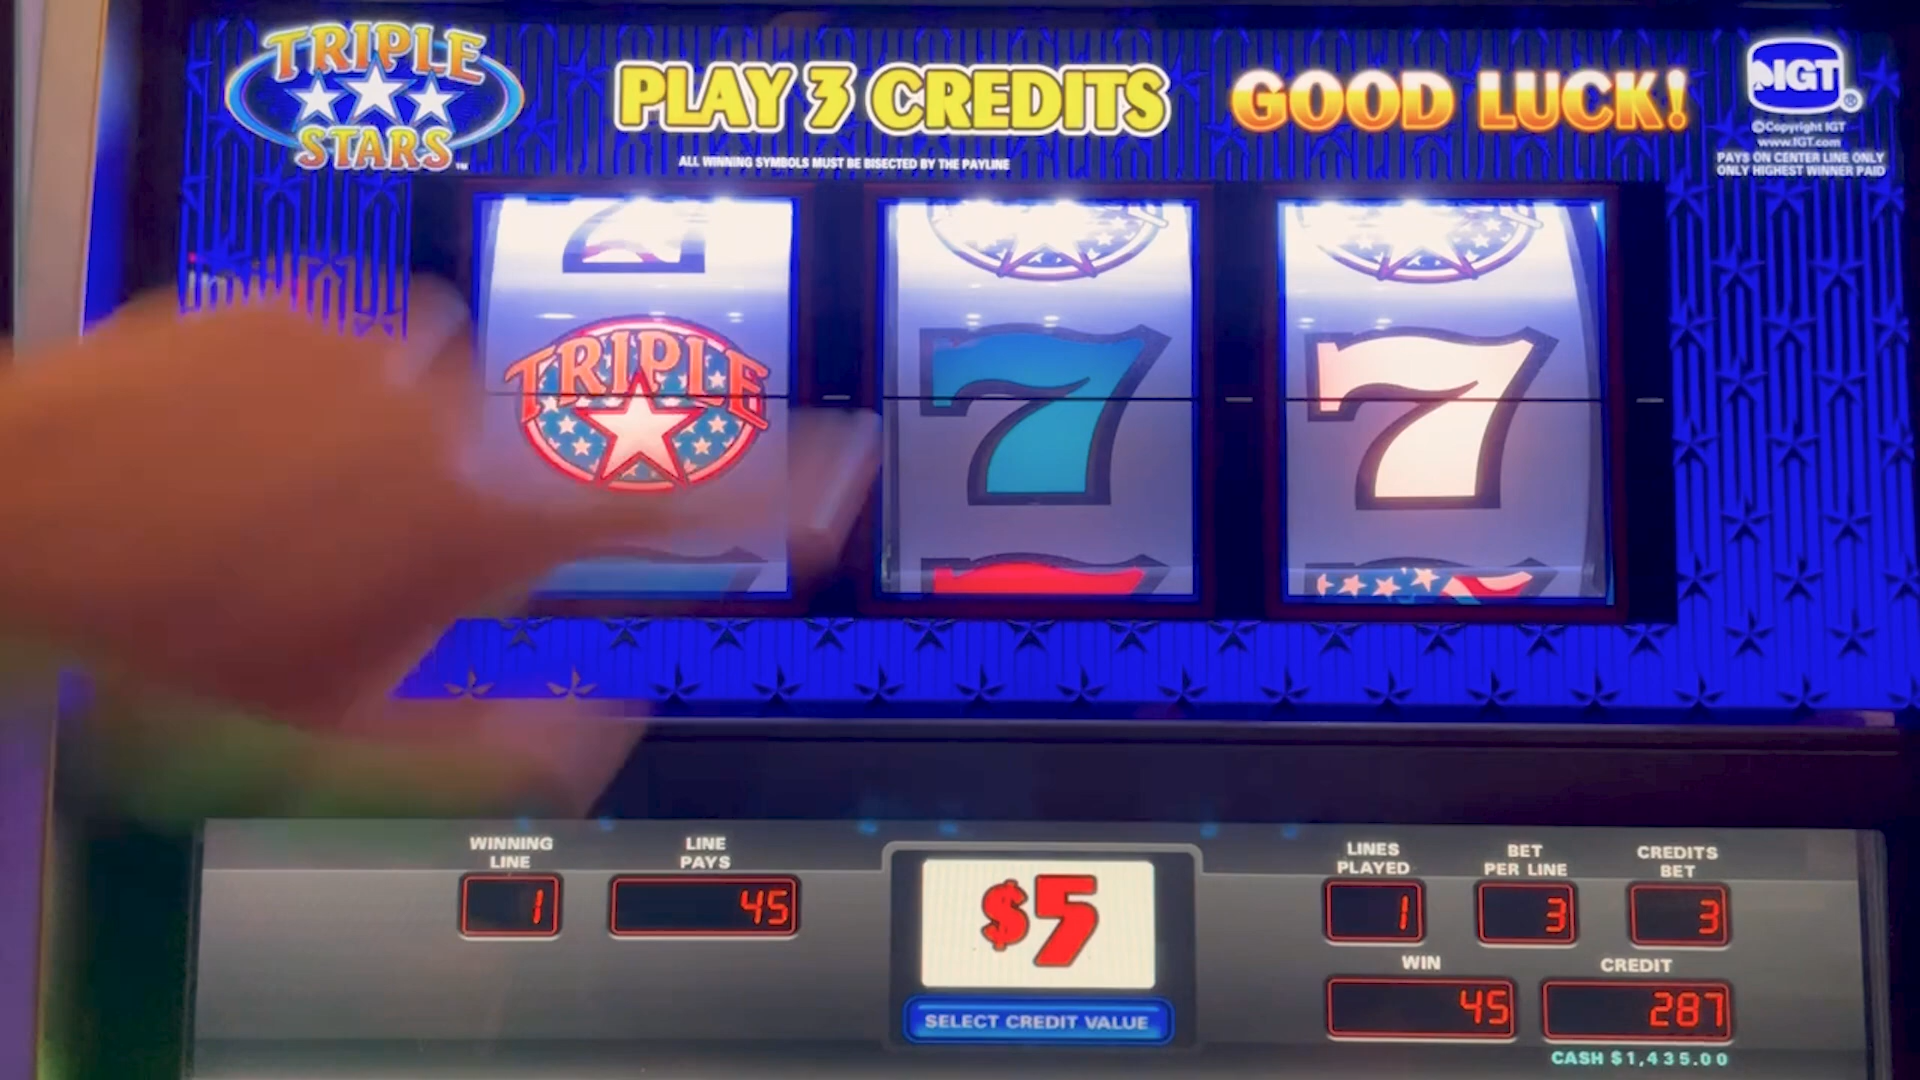 TRIPLE
STARS™
PLAY 3 CREDITS
GOOD LUCK!
IGT®
©Copyright IGT
www.IGT.com
PAYS ON CENTER LINE ONLY
ONLY HIGHEST WINNER PAID
ALL WINNING SYMBOLS MUST BE BISECTED BY THE PAYLINE
TRIPLE
7
7
WINNING
LINE
1
LINE
PAYS
45
$5
SELECT CREDIT VALUE
LINES
PLAYED
1
BET
PER LINE
3
CREDITS
BET
3
WIN
45
CREDIT
287
CASH $1,435.00